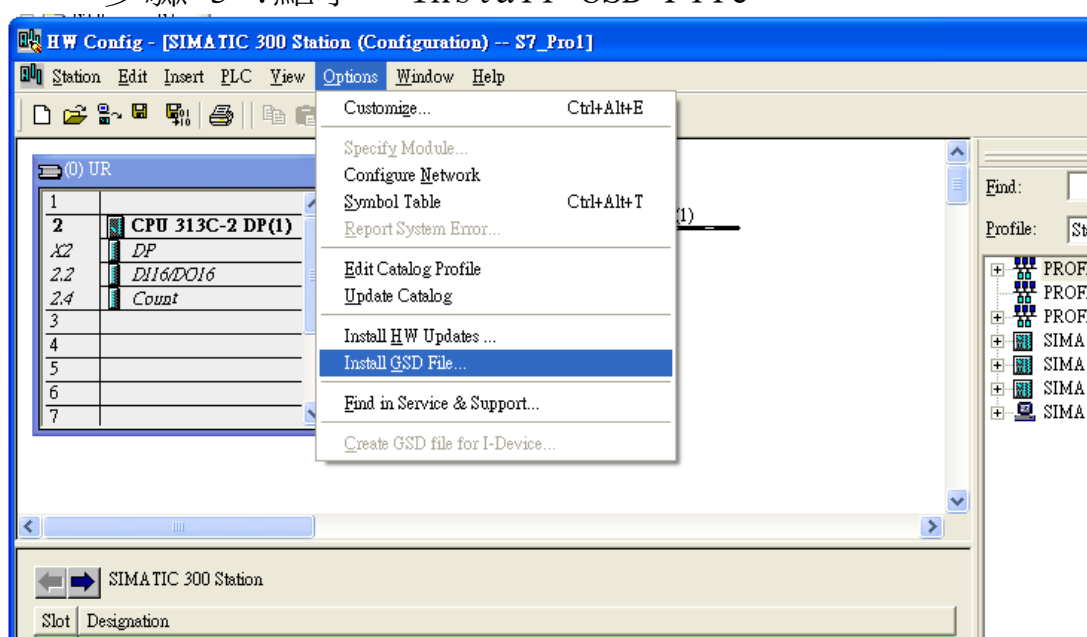 HW Config - [SIMATIC 300 Station (Configuration) -- S7_Pro1]
Station Edit Insert PLC View Options Window Help
Customize... Ctrl+Alt+E
Specify Module...
Configure Network
Symbol Table Ctrl+Alt+T
Report System Error...
Edit Catalog Profile
Update Catalog
Install HW Updates ...
Install GSD File...
Find in Service & Support...
Create GSD file for I-Device...
(0) UR
1
2 CPU 313C-2 DP(1)
X2 DP
2.2 DI16/DO16
2.4 Count
3
4
5
6
7
(1)
Find:
Profile: St
PROF
PROF
PROF
SIMA
SIMA
SIMA
SIMA
SIMATIC 300 Station
Slot Designation